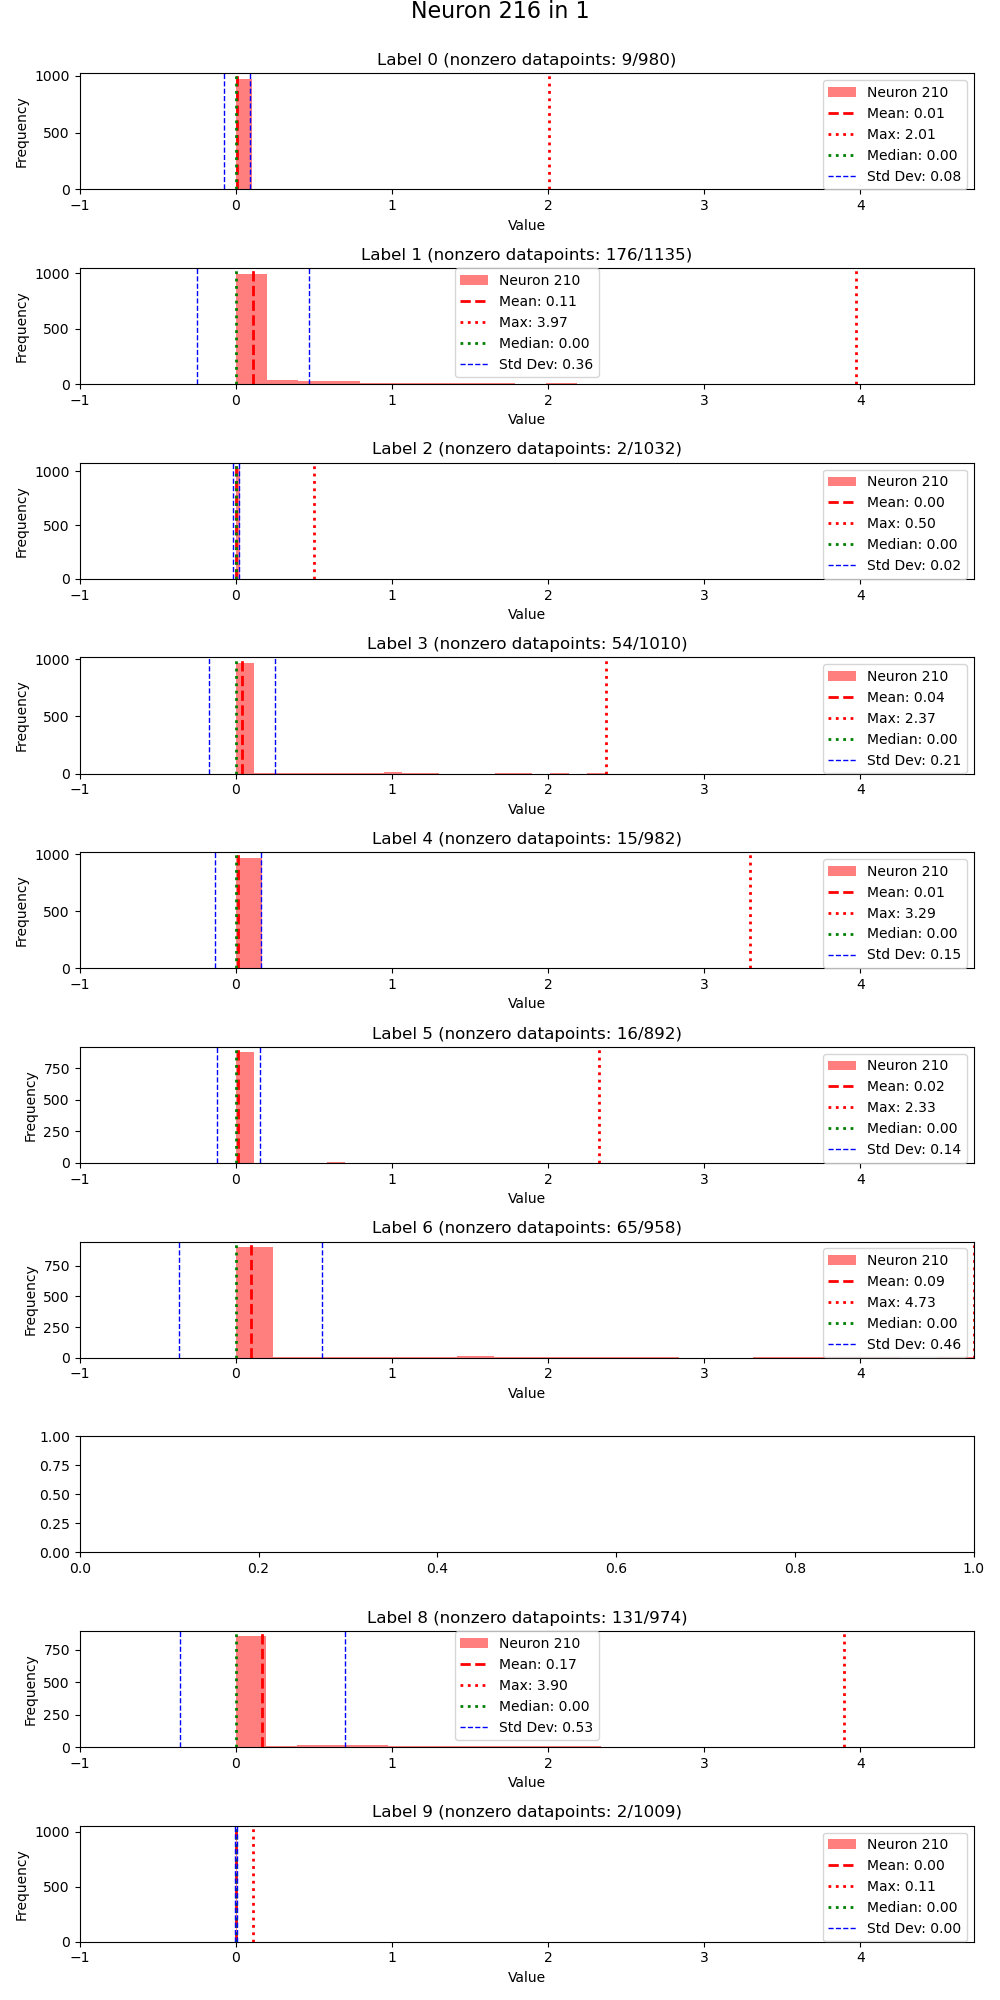 Neuron 216 in 1
Label 0 (nonzero datapoints: 9/980)
Frequency
1000
500
0
Neuron 210
Mean: 0.01
Max: 2.01
Median: 0.00
Std Dev: 0.08
−1 0 1 2 3 4
Value
Label 1 (nonzero datapoints: 176/1135)
Frequency
1000
500
0
Neuron 210
Mean: 0.11
Max: 3.97
Median: 0.00
Std Dev: 0.36
−1 0 1 2 3 4
Value
Label 2 (nonzero datapoints: 2/1032)
Frequency
1000
500
0
Neuron 210
Mean: 0.00
Max: 0.50
Median: 0.00
Std Dev: 0.02
−1 0 1 2 3 4
Value
Label 3 (nonzero datapoints: 54/1010)
Frequency
1000
500
0
Neuron 210
Mean: 0.04
Max: 2.37
Median: 0.00
Std Dev: 0.21
−1 0 1 2 3 4
Value
Label 4 (nonzero datapoints: 15/982)
Frequency
1000
500
0
Neuron 210
Mean: 0.01
Max: 3.29
Median: 0.00
Std Dev: 0.15
−1 0 1 2 3 4
Value
Label 5 (nonzero datapoints: 16/892)
Frequency
750
500
250
0
Neuron 210
Mean: 0.02
Max: 2.33
Median: 0.00
Std Dev: 0.14
−1 0 1 2 3 4
Value
Label 6 (nonzero datapoints: 65/958)
Frequency
750
500
250
0
Neuron 210
Mean: 0.09
Max: 4.73
Median: 0.00
Std Dev: 0.46
−1 0 1 2 3 4
Value
1.00
0.75
0.50
0.25
0.00
0.0 0.2 0.4 0.6 0.8 1.0
Label 8 (nonzero datapoints: 131/974)
Frequency
750
500
250
0
Neuron 210
Mean: 0.17
Max: 3.90
Median: 0.00
Std Dev: 0.53
−1 0 1 2 3 4
Value
Label 9 (nonzero datapoints: 2/1009)
Frequency
1000
500
0
Neuron 210
Mean: 0.00
Max: 0.11
Median: 0.00
Std Dev: 0.00
−1 0 1 2 3 4
Value